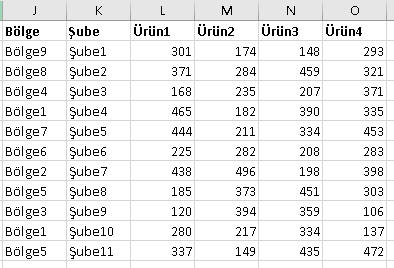 J K L M N O
Bölge Şube Ürün1 Ürün2 Ürün3 Ürün4
Bölge9 Şube1 301 174 148 293
Bölge8 Şube2 371 284 459 321
Bölge4 Şube3 168 235 207 371
Bölge1 Şube4 465 182 390 335
Bölge7 Şube5 444 211 334 453
Bölge6 Şube6 225 282 208 283
Bölge2 Şube7 438 496 198 398
Bölge5 Şube8 185 373 451 303
Bölge3 Şube9 120 394 359 106
Bölge1 Şube10 280 217 334 137
Bölge5 Şube11 337 149 435 472